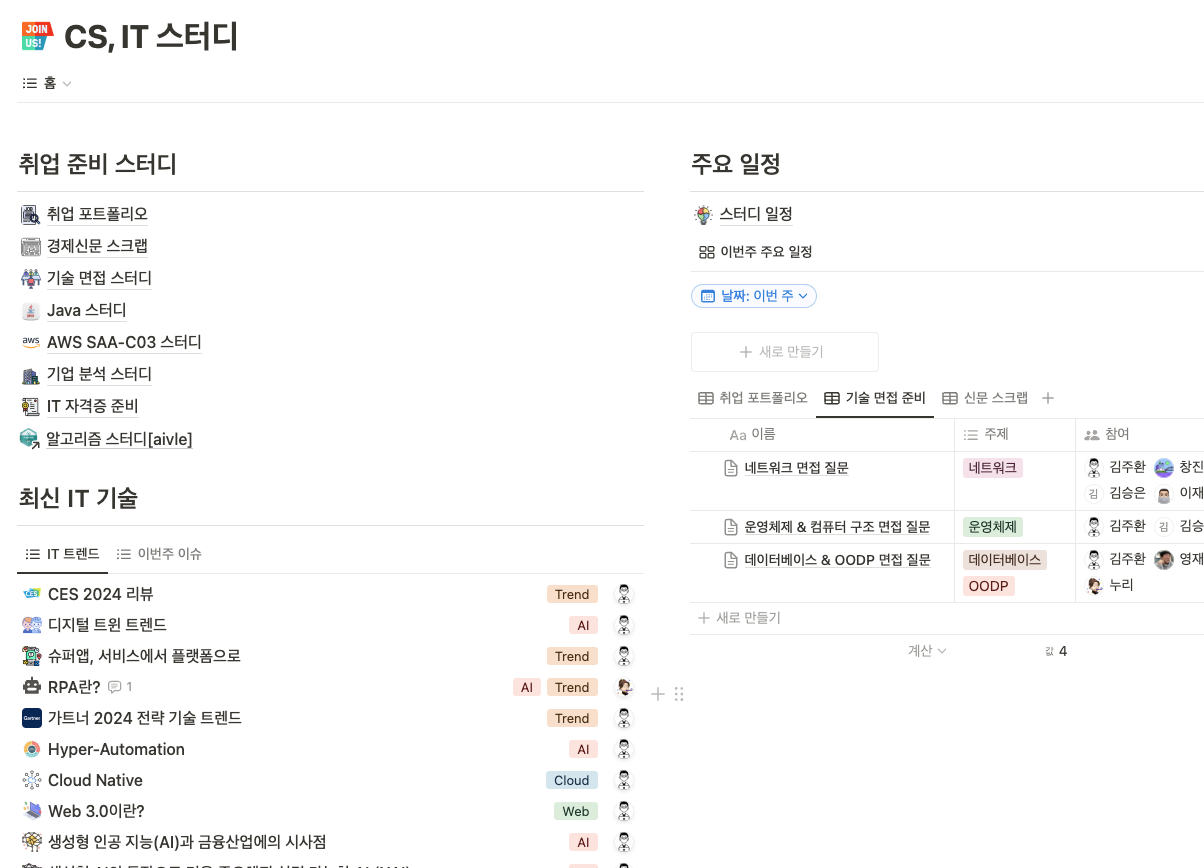 JOIN US!
CS, IT 스터디
홈
취업 준비 스터디
취업 포트폴리오
경제신문 스크랩
기술 면접 스터디
Java 스터디
aws AWS SAA-C03 스터디
기업 분석 스터디
IT 자격증 준비
알고리즘 스터디[aivle]
최신 IT 기술
IT 트렌드 이번주 이슈
CES 2024 리뷰 Trend
디지털 트윈 트렌드 AI
슈퍼앱, 서비스에서 플랫폼으로 Trend
RPA란? 1 AI Trend
Gartner 가트너 2024 전략 기술 트렌드 Trend
Hyper-Automation AI
Cloud Native Cloud
Web 3.0이란? Web
생성형 인공 지능(AI)과 금융산업에의 시사점 AI
주요 일정
스터디 일정
이번주 주요 일정
날짜: 이번 주
+ 새로 만들기
취업 포트폴리오 기술 면접 준비 신문 스크랩 +
Aa 이름 주제 참여
네트워크 면접 질문 네트워크 김주환 창진
김 김승은 이재
운영체제 & 컴퓨터 구조 면접 질문 운영체제 김주환 김 김승
데이터베이스 & OODP 면접 질문 데이터베이스 김주환 영재
OODP 누리
+ 새로 만들기
계산 값 4